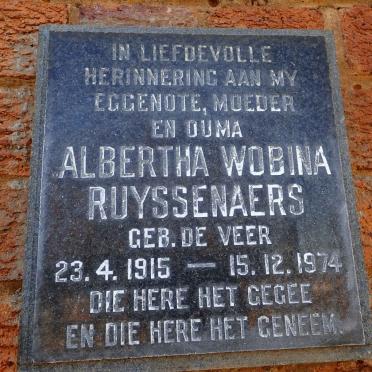 IN LIEFDEVOLLE
HERINNERING AAN MY
EGGENOTE, MOEDER
EN OUMA
ALBERTHA WOBINA
RUYSSENAERS
GEB. DE VEER
23. 4. 1915 — 15. 12. 1974
DIE HERE HET GEGEE
EN DIE HERE HET GENEEM.